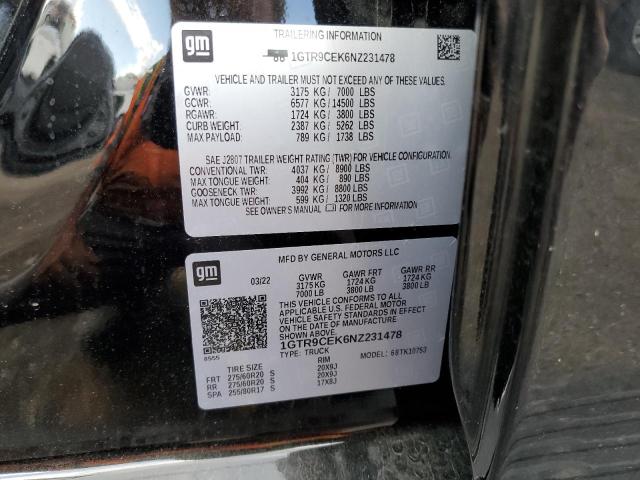 gm
TRAILERING INFORMATION
1GTR9CEK6NZ231478
VEHICLE AND TRAILER MUST NOT EXCEED ANY OF THESE VALUES.
GVWR: 3175 KG / 7000 LBS
GCWR: 6577 KG / 14500 LBS
RGAWR: 1724 KG / 3800 LBS
CURB WEIGHT: 2387 KG / 5262 LBS
MAX PAYLOAD: 789 KG / 1738 LBS
SAE J2807 TRAILER WEIGHT RATING (TWR) FOR VEHICLE CONFIGURATION.
CONVENTIONAL TWR: 4037 KG / 8900 LBS
MAX TONGUE WEIGHT: 404 KG / 890 LBS
GOOSENECK TWR: 3992 KG / 8800 LBS
MAX TONGUE WEIGHT: 599 KG / 1320 LBS
SEE OWNER'S MANUAL FOR MORE INFORMATION
gm
MFD BY GENERAL MOTORS LLC
03/22
GVWR GAWR FRT GAWR RR
3175 KG 1724 KG 1724 KG
7000 LB 3800 LB 3800 LB
THIS VEHICLE CONFORMS TO ALL
APPLICABLE U.S. FEDERAL MOTOR
VEHICLE SAFETY STANDARDS IN EFFECT
ON THE DATE OF MANUFACTURE
1GTR9CEK6NZ231478
8555
TYPE: TRUCK MODEL: 68TK10753
TIRE SIZE RIM
FRT 275/60R20 S 20X9J
RR 275/60R20 S 20X9J
SPA 255/80R17 S 17X8J